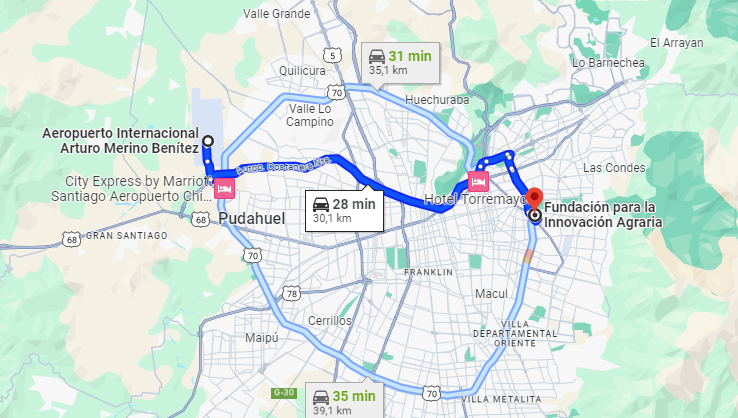 Valle Grande
El Arrayan
5
31 min
35,1 km
Lo Barnechea
Quilicura
70
Huechuraba
Valle Lo
Campino
Aeropuerto Internacional
Arturo Merino Benítez
Las Condes
City Express by Marriot
Santiago Aeropuerto Chi...
Hotel Torremayo
28 min
30,1 km
Fundación para la
Innovación Agraria
68
Pudahuel
68
GRAN SANTIAGO
70
FRANKLIN
78
Macul
Cerrillos
VILLA
DEPARTAMENTAL
ORIENTE
Maipú
G-30
35 min
39,1 km
70
VILLA METALITA